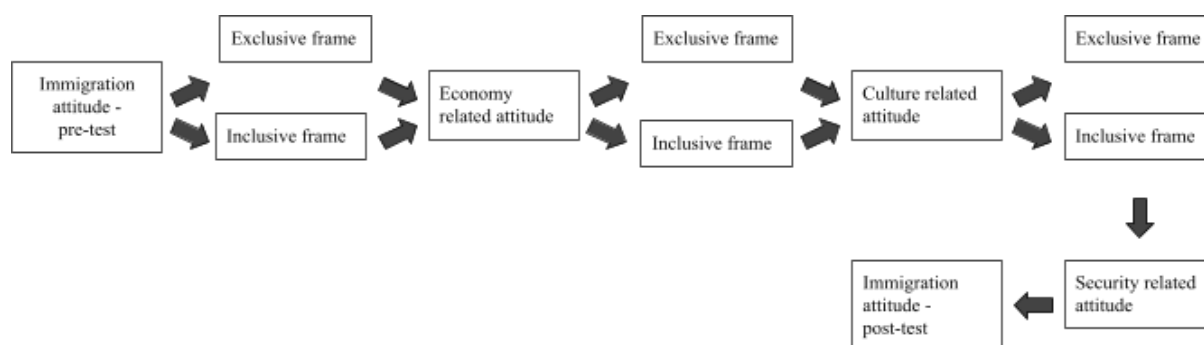 Immigration
attitude -
pre-test
Exclusive frame
Inclusive frame
Economy
related attitude
Exclusive frame
Inclusive frame
Culture related
attitude
Exclusive frame
Inclusive frame
Security related
attitude
Immigration
attitude -
post-test